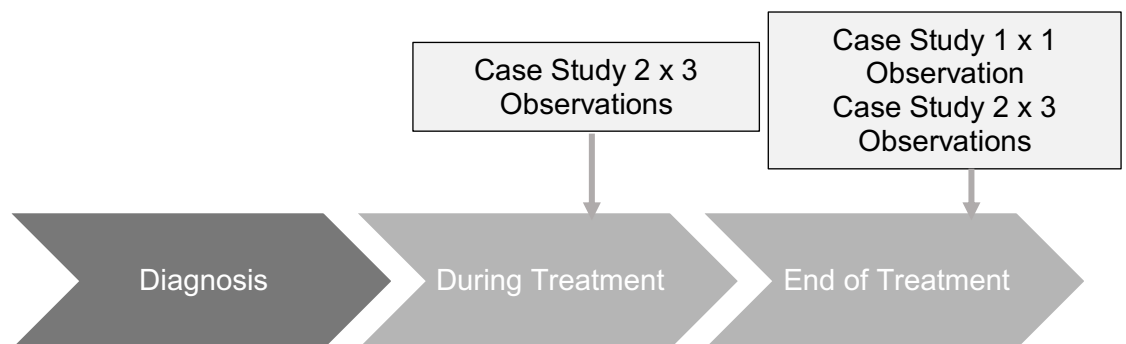 Case Study 2 x 3
Observations
Case Study 1 x 1
Observation
Case Study 2 x 3
Observations
Diagnosis
During Treatment
End of Treatment